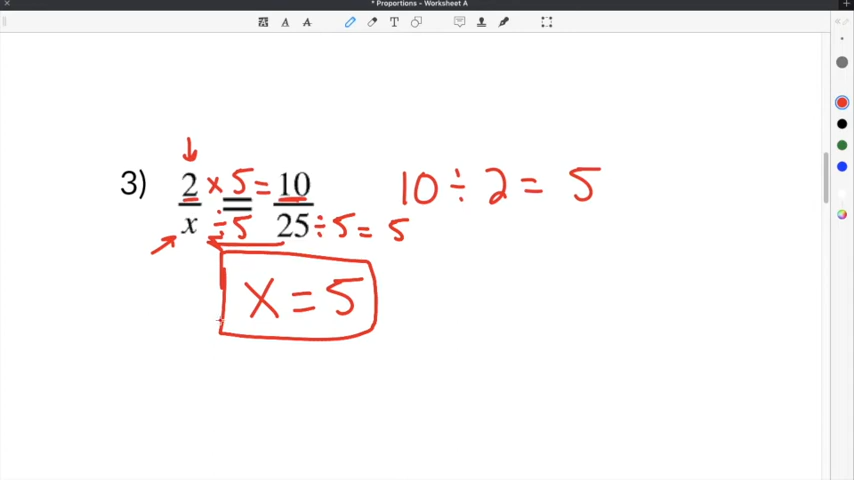 * Proportions - Worksheet A
3) 2 × 5 = 10
x ÷ 5 = 25 ÷ 5 = 5
10 ÷ 2 = 5
x = 5